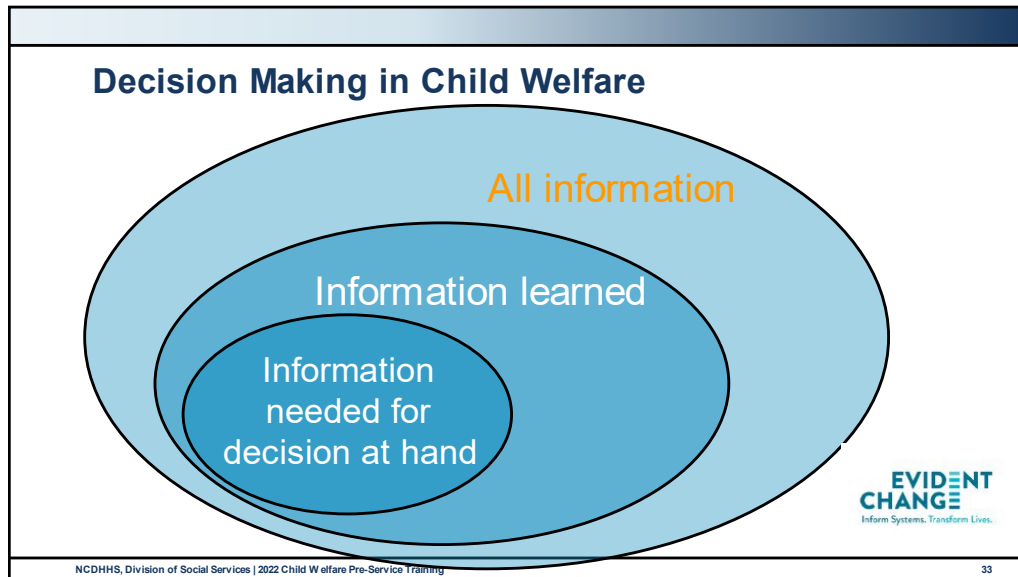 Decision Making in Child Welfare
All information
Information learned
Information
needed for
decision at hand
EVIDENT
CHANGE
Inform Systems. Transform Lives.
NCDHHS, Division of Social Services | 2022 Child Welfare Pre-Service Training
33